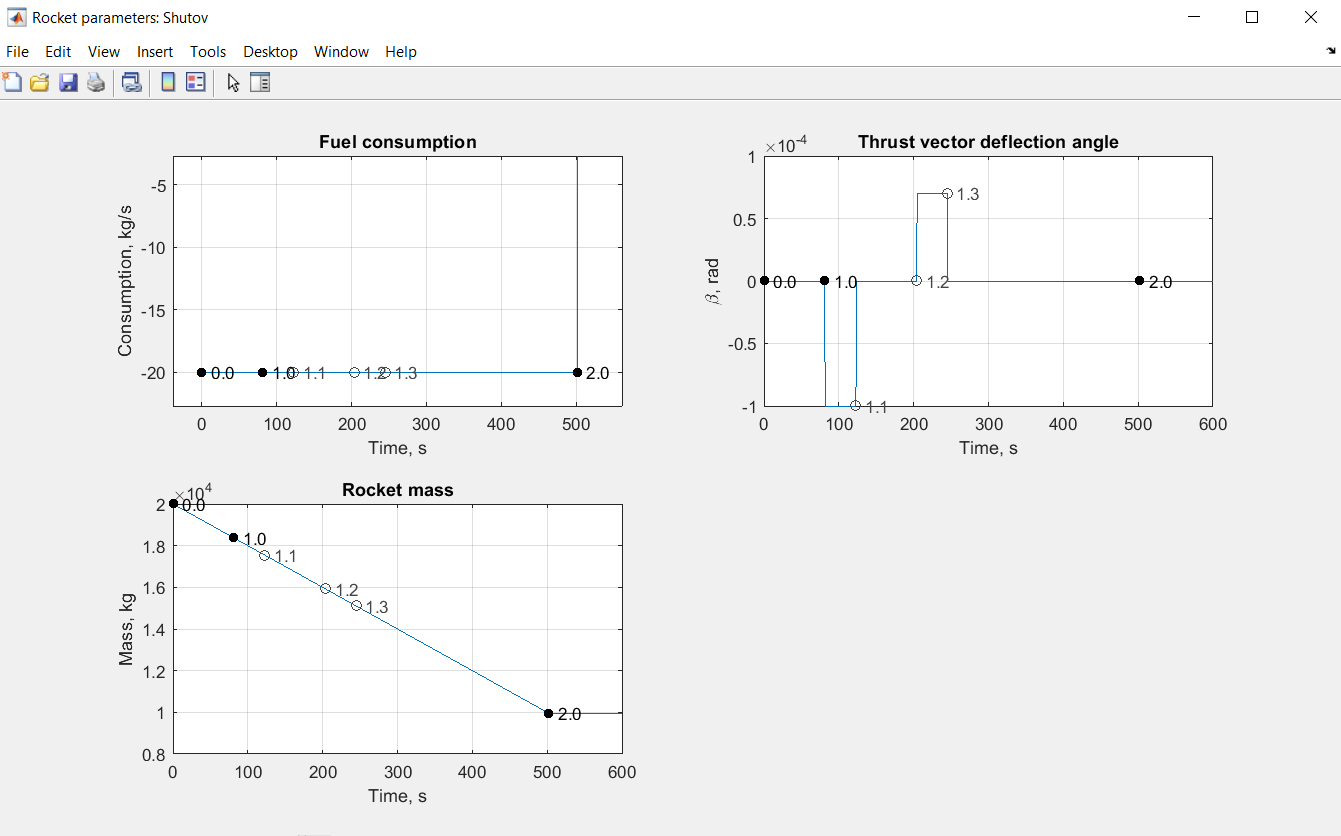 Rocket parameters: Shutov
File Edit View Insert Tools Desktop Window Help
Fuel consumption
Consumption, kg/s
-5
-10
-15
-20
0.0 1.0 1.1 1.2 1.3 2.0
0 100 200 300 400 500
Time, s
Thrust vector deflection angle
×10⁻⁴
β, rad
1
0.5
0
-0.5
-1
1.3
0.0 1.0 1.2 2.0
1.1
0 100 200 300 400 500 600
Time, s
Rocket mass
×10⁴
Mass, kg
2
1.8
1.6
1.4
1.2
1
0.8
0.0
1.0
1.1
1.2
1.3
2.0
0 100 200 300 400 500 600
Time, s